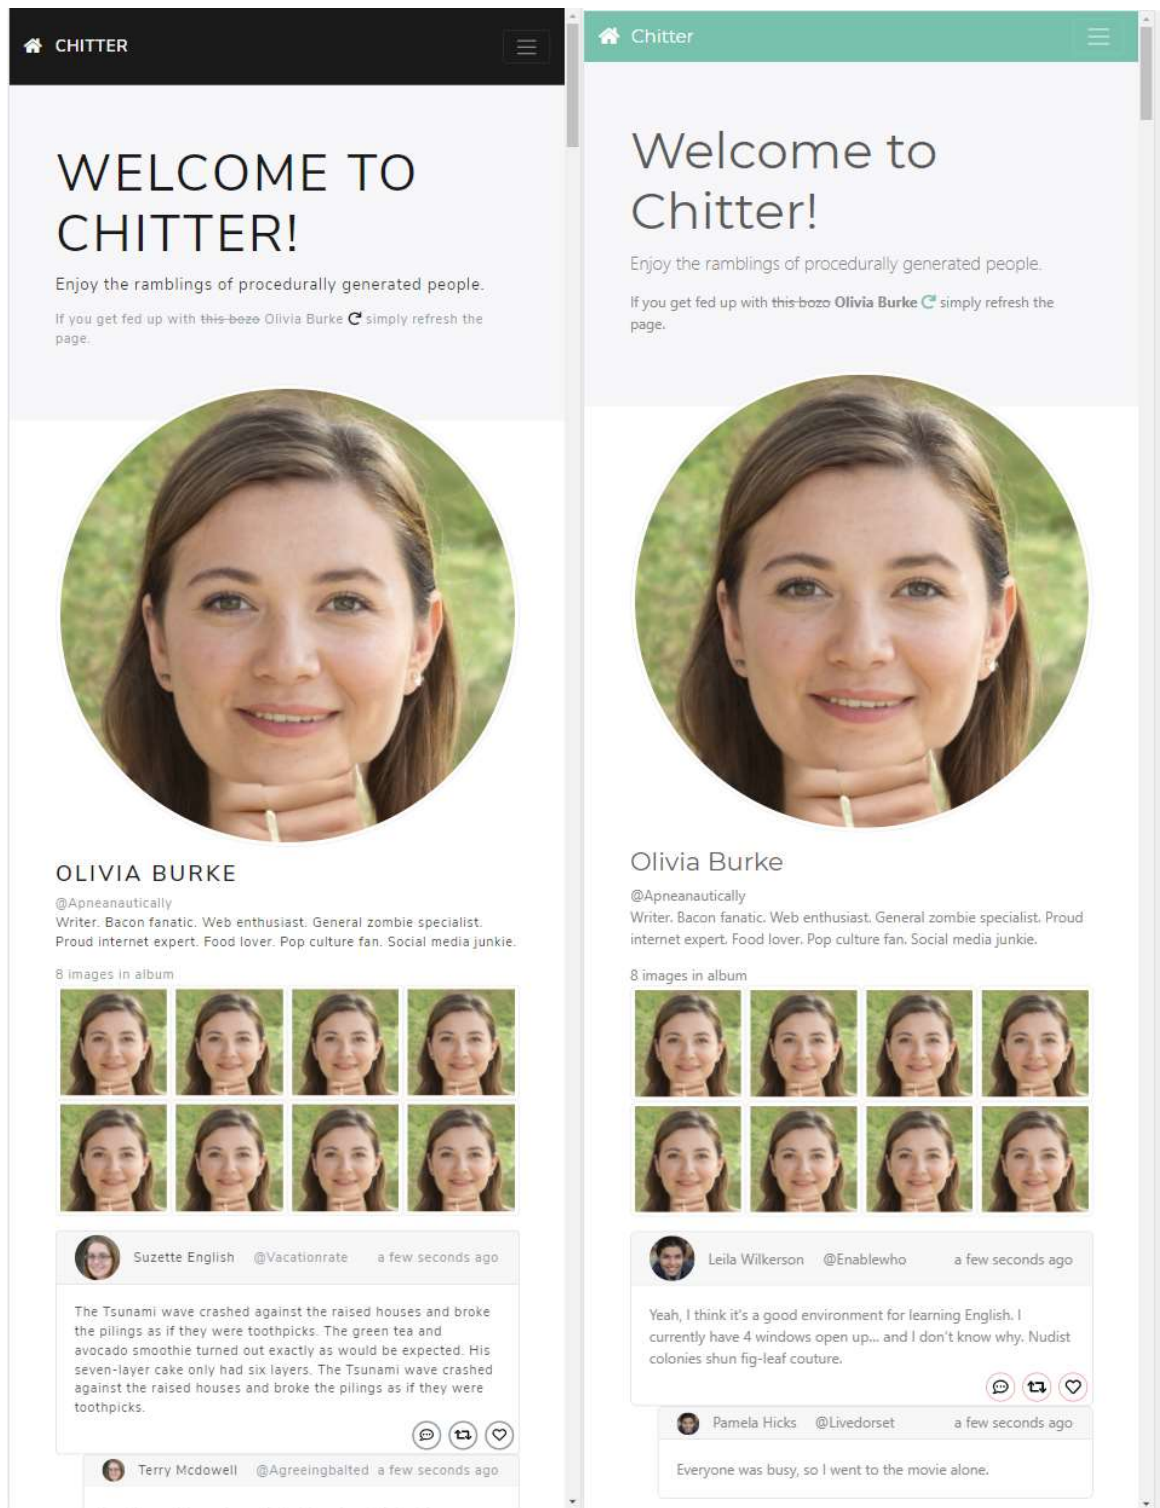 CHITTER
WELCOME TO
CHITTER!
Enjoy the ramblings of procedurally generated people.
If you get fed up with this bozo Olivia Burke simply refresh the
page.
OLIVIA BURKE
@Apneanautically
Writer. Bacon fanatic. Web enthusiast. General zombie specialist.
Proud internet expert. Food lover. Pop culture fan. Social media junkie.
8 images in album
Suzette English @Vacationrate a few seconds ago
The Tsunami wave crashed against the raised houses and broke
the pilings as if they were toothpicks. The green tea and
avocado smoothie turned out exactly as would be expected. His
seven-layer cake only had six layers. The Tsunami wave crashed
against the raised houses and broke the pilings as if they were
toothpicks.
Terry Mcdowell @Agreeingbalted a few seconds ago
Chitter
Welcome to
Chitter!
Enjoy the ramblings of procedurally generated people.
If you get fed up with this bozo Olivia Burke simply refresh the
page.
Olivia Burke
@Apneanautically
Writer. Bacon fanatic. Web enthusiast. General zombie specialist. Proud
internet expert. Food lover. Pop culture fan. Social media junkie.
8 images in album
Leila Wilkerson @Enablewho a few seconds ago
Yeah, I think it's a good environment for learning English. I
currently have 4 windows open up... and I don't know why. Nudist
colonies shun fig-leaf couture.
Pamela Hicks @Livedorset a few seconds ago
Everyone was busy, so I went to the movie alone.